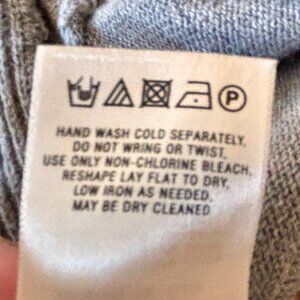 P
HAND WASH COLD SEPARATELY.
DO NOT WRING OR TWIST.
USE ONLY NON-CHLORINE BLEACH.
RESHAPE LAY FLAT TO DRY.
LOW IRON AS NEEDED.
MAY BE DRY CLEANED